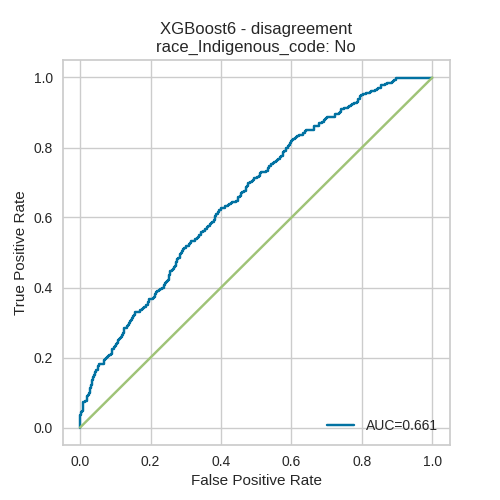 XGBoost6 - disagreement
race_Indigenous_code: No
1.0
0.8
0.6
0.4
0.2
0.0
True Positive Rate
AUC=0.661
0.0 0.2 0.4 0.6 0.8 1.0
False Positive Rate